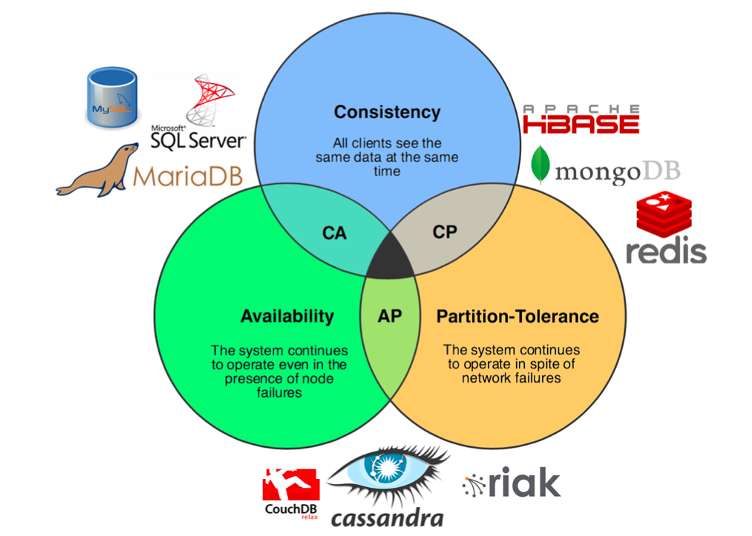 Consistency
All clients see the
same data at the same
time
MySQL
Microsoft®
SQL Server
MariaDB
APACHE
HBASE
mongoDB
redis
CA
CP
AP
Availability
The system continues
to operate even in the
presence of node
failures
Partition-Tolerance
The system continues
to operate in spite of
network failures
CouchDB
relax
cassandra
riak